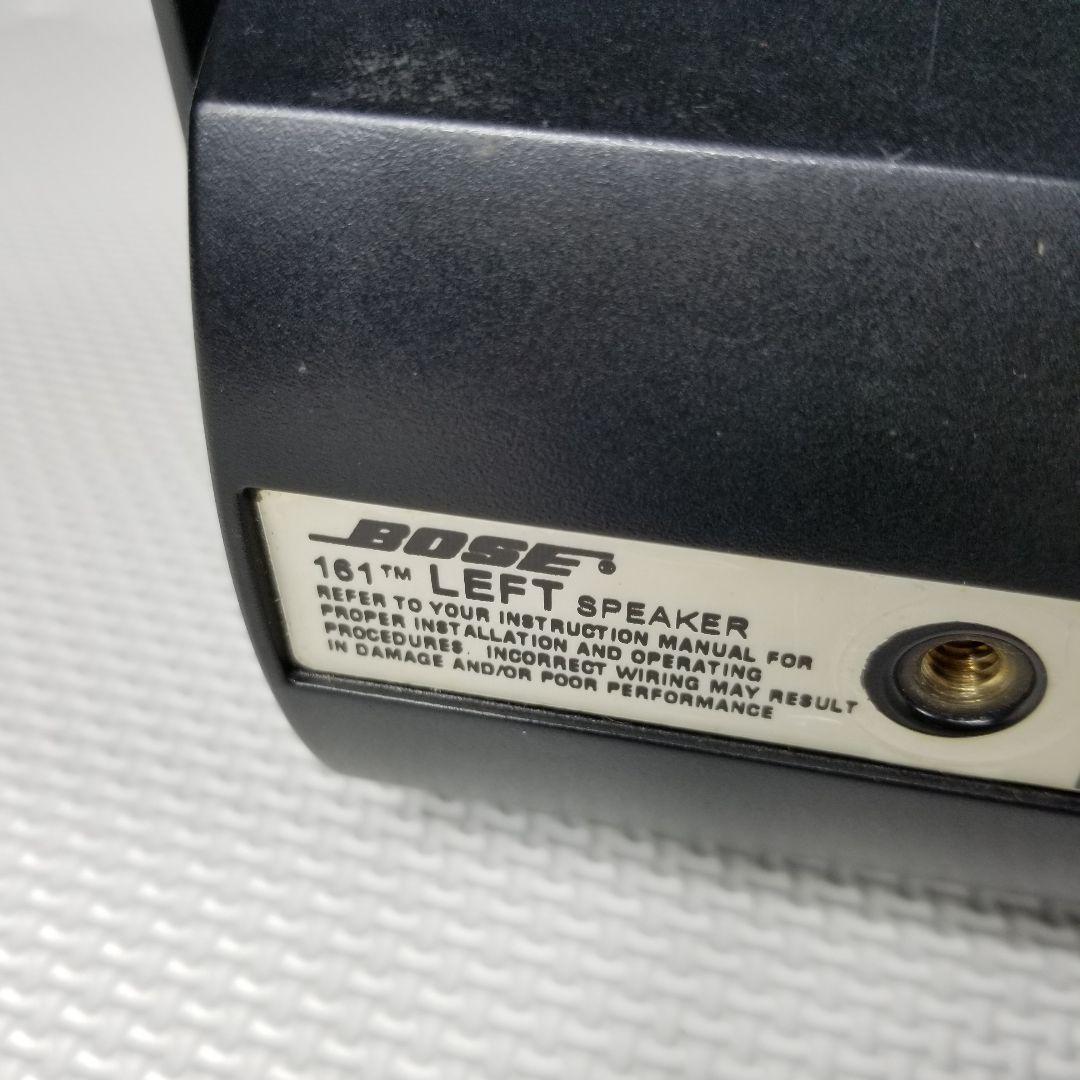 BOSE®
161™ LEFT SPEAKER
REFER TO YOUR INSTRUCTION MANUAL FOR
PROPER INSTALLATION AND OPERATING
PROCEDURES. INCORRECT WIRING MAY RESULT
IN DAMAGE AND/OR POOR PERFORMANCE